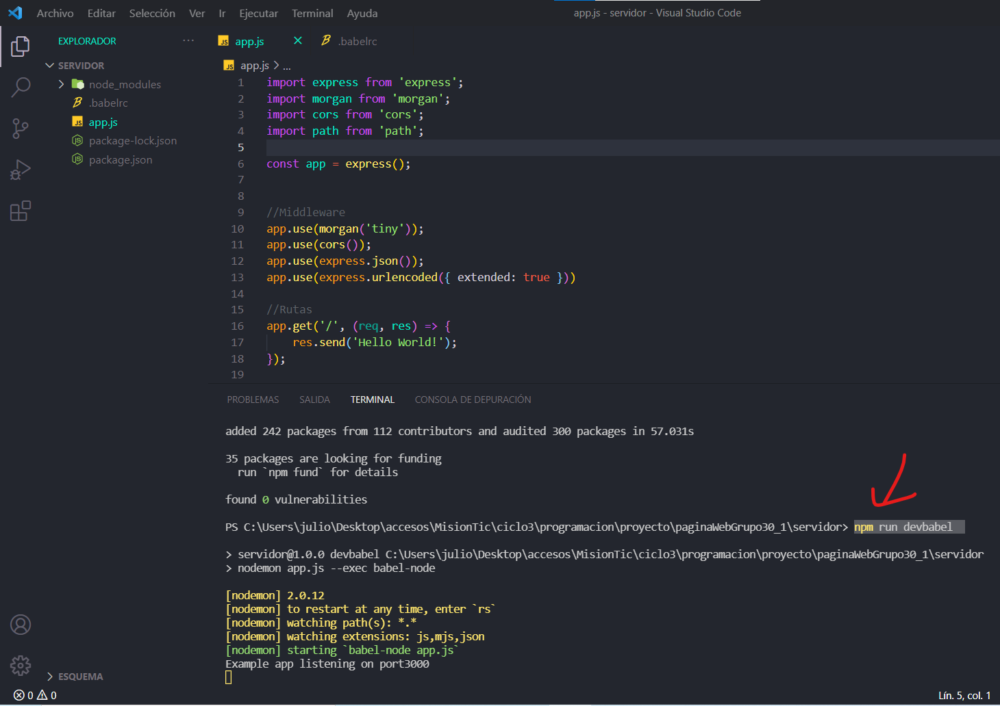 Archivo Editar Selección Ver Ir Ejecutar Terminal Ayuda
app.js - servidor - Visual Studio Code
EXPLORADOR ···
SERVIDOR
node_modules
.babelrc
app.js
package-lock.json
package.json
ESQUEMA
JS app.js
.babelrc
JS app.js > ...
1 import express from 'express';
2 import morgan from 'morgan';
3 import cors from 'cors';
4 import path from 'path';
5
6 const app = express();
7
8
9 //Middleware
10 app.use(morgan('tiny'));
11 app.use(cors());
12 app.use(express.json());
13 app.use(express.urlencoded({ extended: true }))
14
15 //Rutas
16 app.get('/', (req, res) => {
17 res.send('Hello World!');
18 });
19
PROBLEMAS SALIDA TERMINAL CONSOLA DE DEPURACIÓN
added 242 packages from 112 contributors and audited 300 packages in 57.031s
35 packages are looking for funding
run `npm fund` for details
found 0 vulnerabilities
PS C:\Users\julio\Desktop\accesos\MisionTic\ciclo3\programacion\proyecto\paginaWebGrupo30_1\servidor> npm run devbabel
> servidor@1.0.0 devbabel C:\Users\julio\Desktop\accesos\MisionTic\ciclo3\programacion\proyecto\paginaWebGrupo30_1\servidor
> nodemon app.js --exec babel-node
[nodemon] 2.0.12
[nodemon] to restart at any time, enter `rs`
[nodemon] watching path(s): *.*
[nodemon] watching extensions: js,mjs,json
[nodemon] starting `babel-node app.js`
Example app listening on port3000
0 0
Lín. 5, col. 1